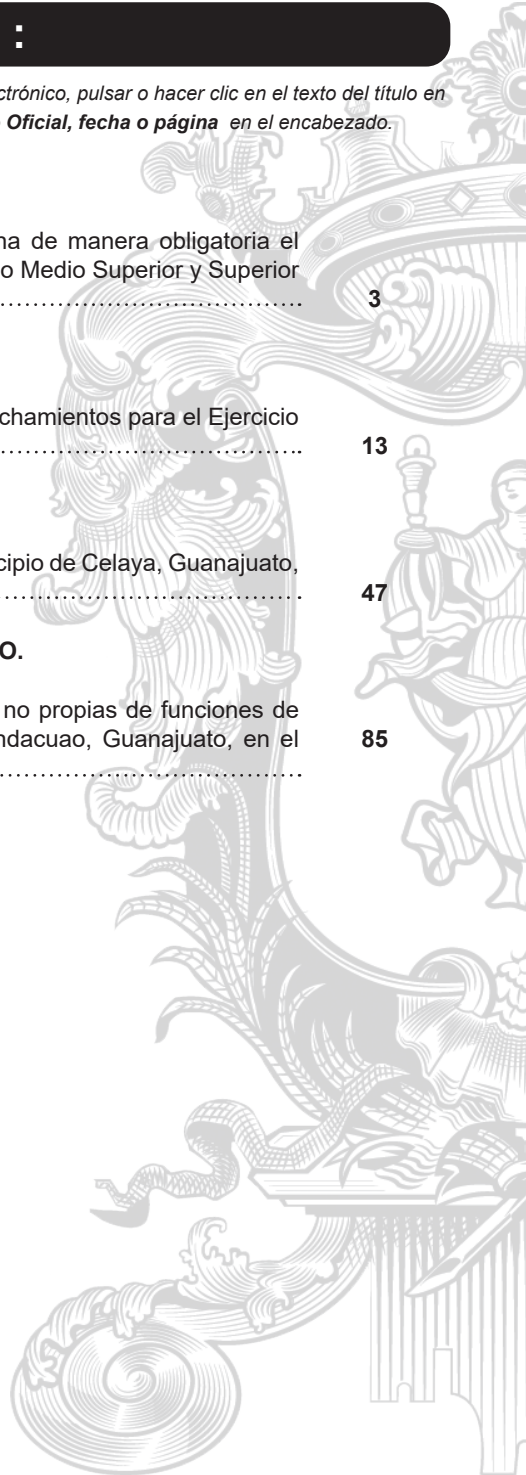 :
ctrónico, pulsar o hacer clic en el texto del título en
Oficial, fecha o página en el encabezado.
na de manera obligatoria el
o Medio Superior y Superior
................................................ 3
chamientos para el Ejercicio
................................................ 13
cipio de Celaya, Guanajuato,
................................................ 47
O.
no propias de funciones de
ndacuao, Guanajuato, en el 85
................................................